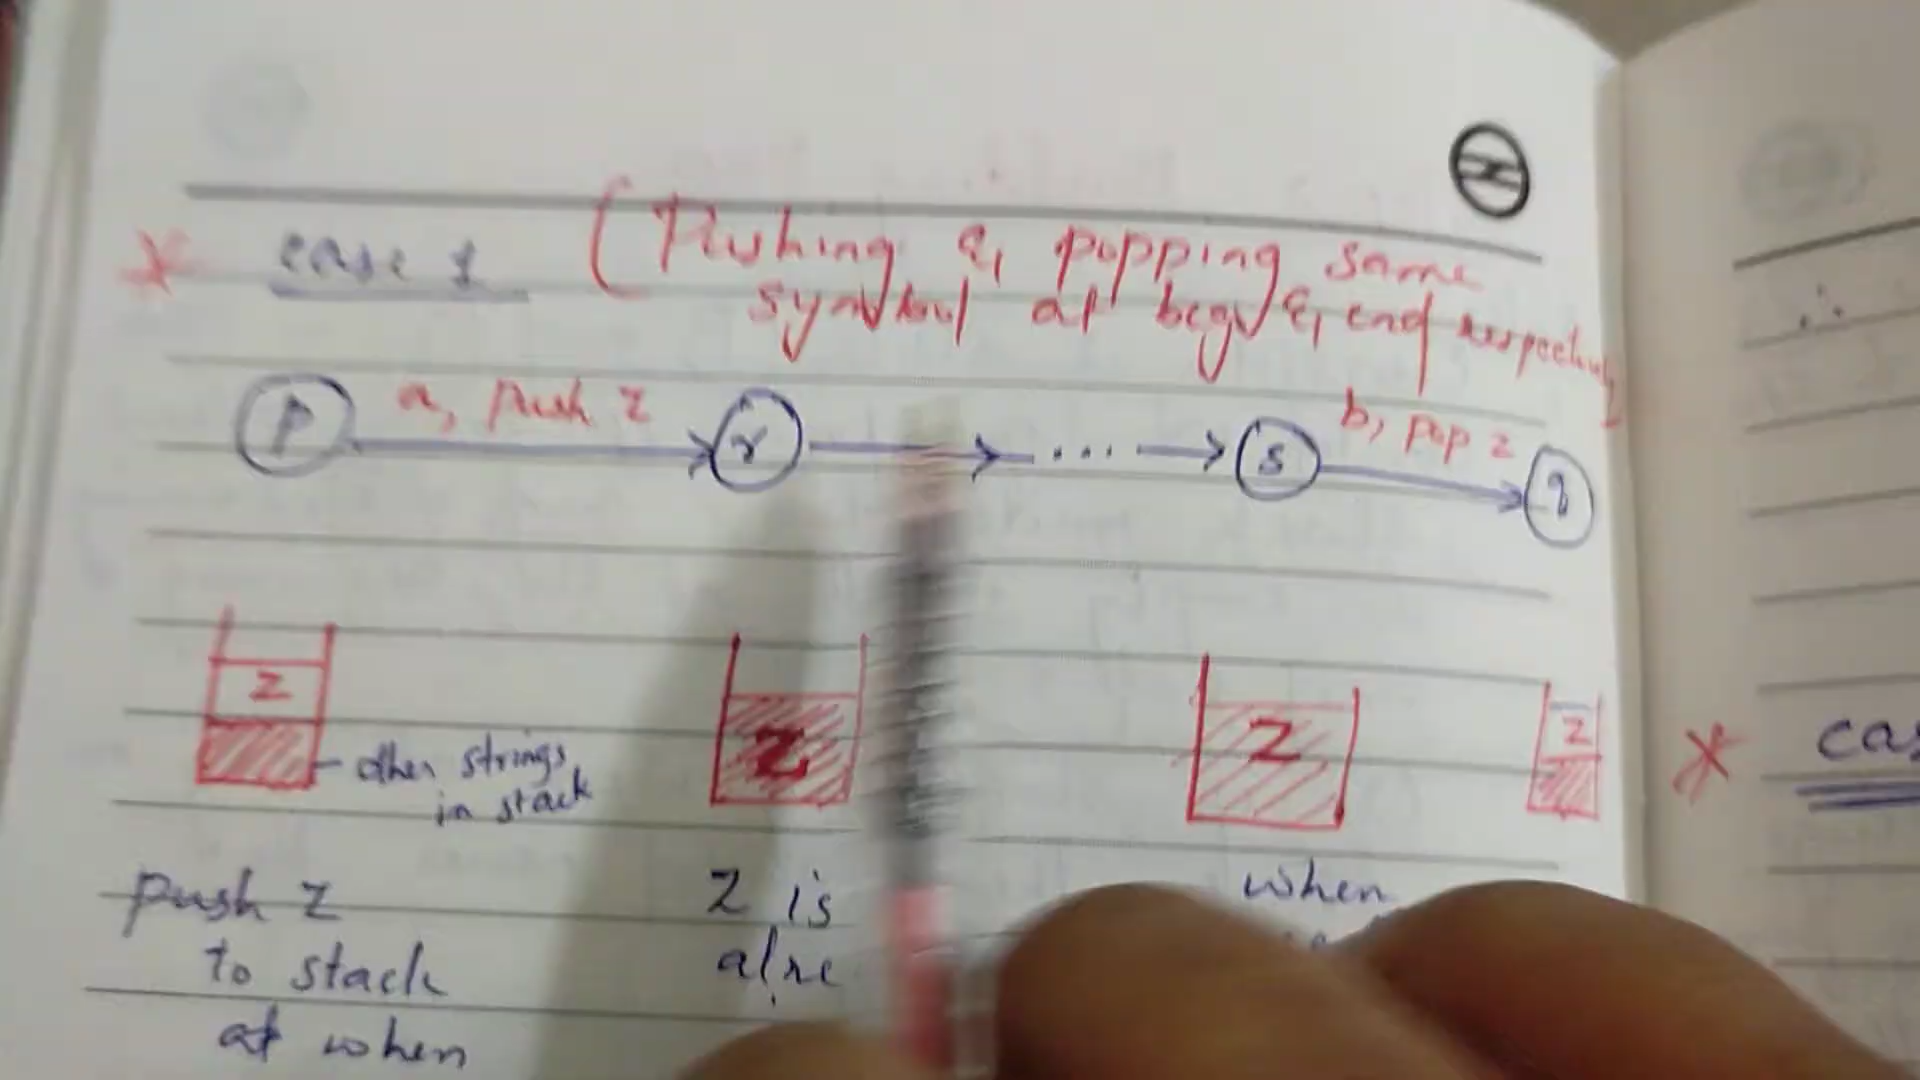 * case 1 (Pushing & popping same
symbol at beg & end respectively
p a, push z r ... s b, pop z q
z Z Z z
other strings
in stack
* cas
push z
to stack
at when
Z is
alre
when